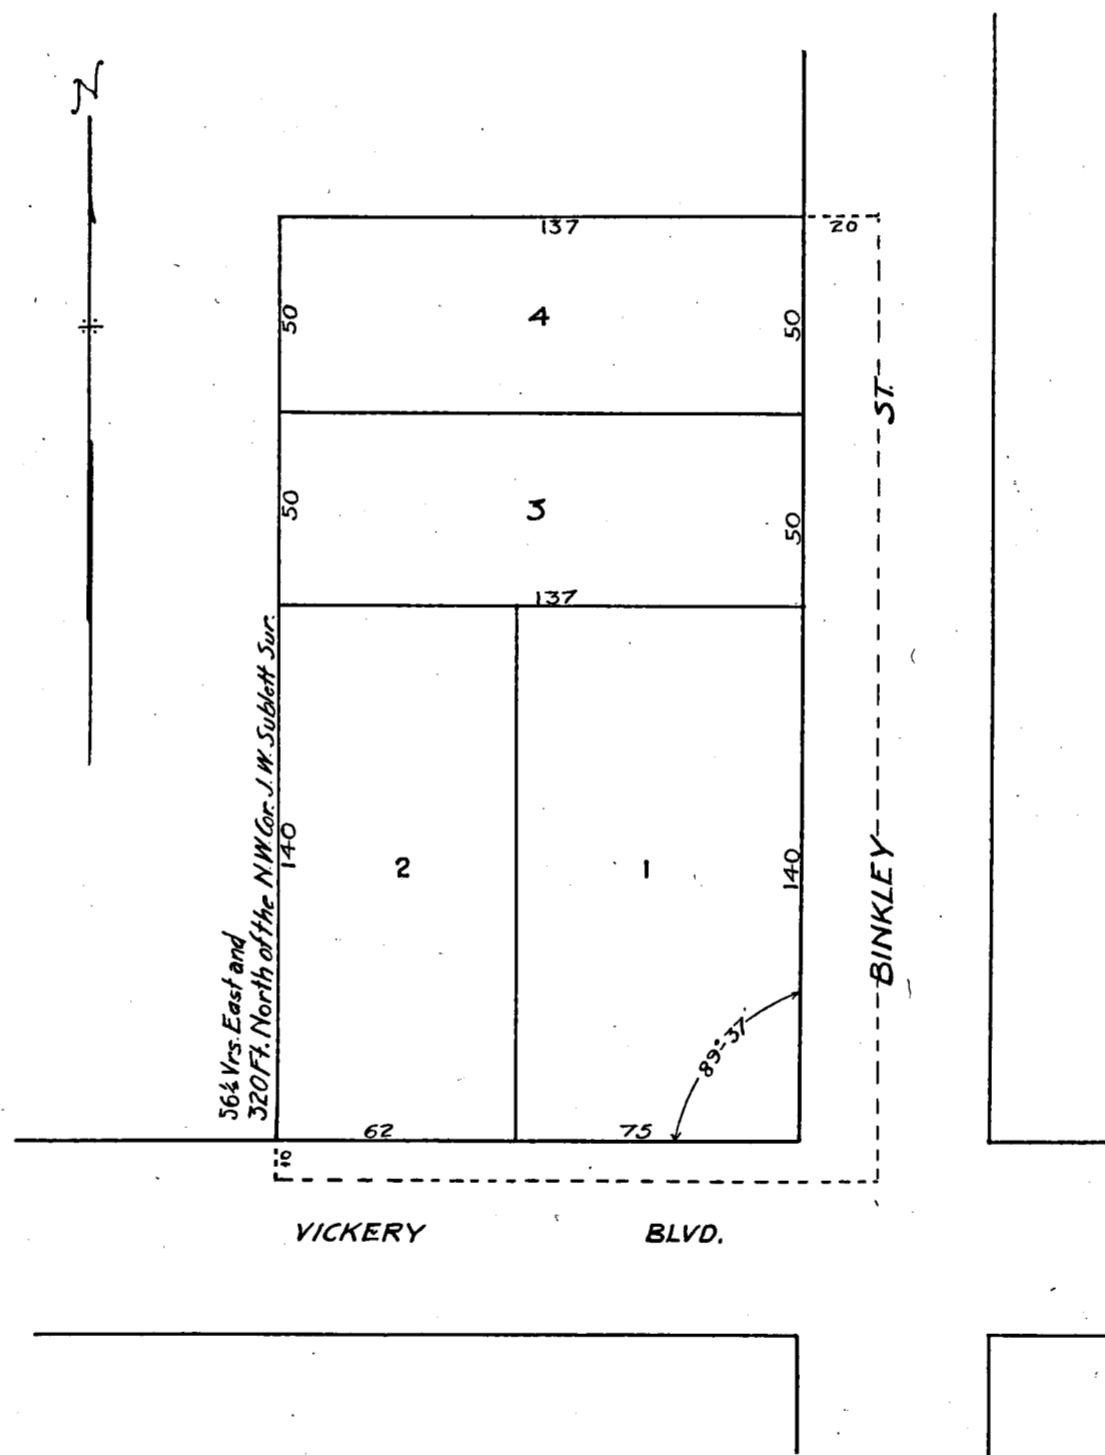 N
137
20
50
4
50
ST.
50
3
50
137
56½ Vrs. East and
320 Ft. North of the N.W. Cor. J. W. Sublett Sur.
140
2
1
140
BINKLEY
89°-37'
62
75
10
VICKERY BLVD.